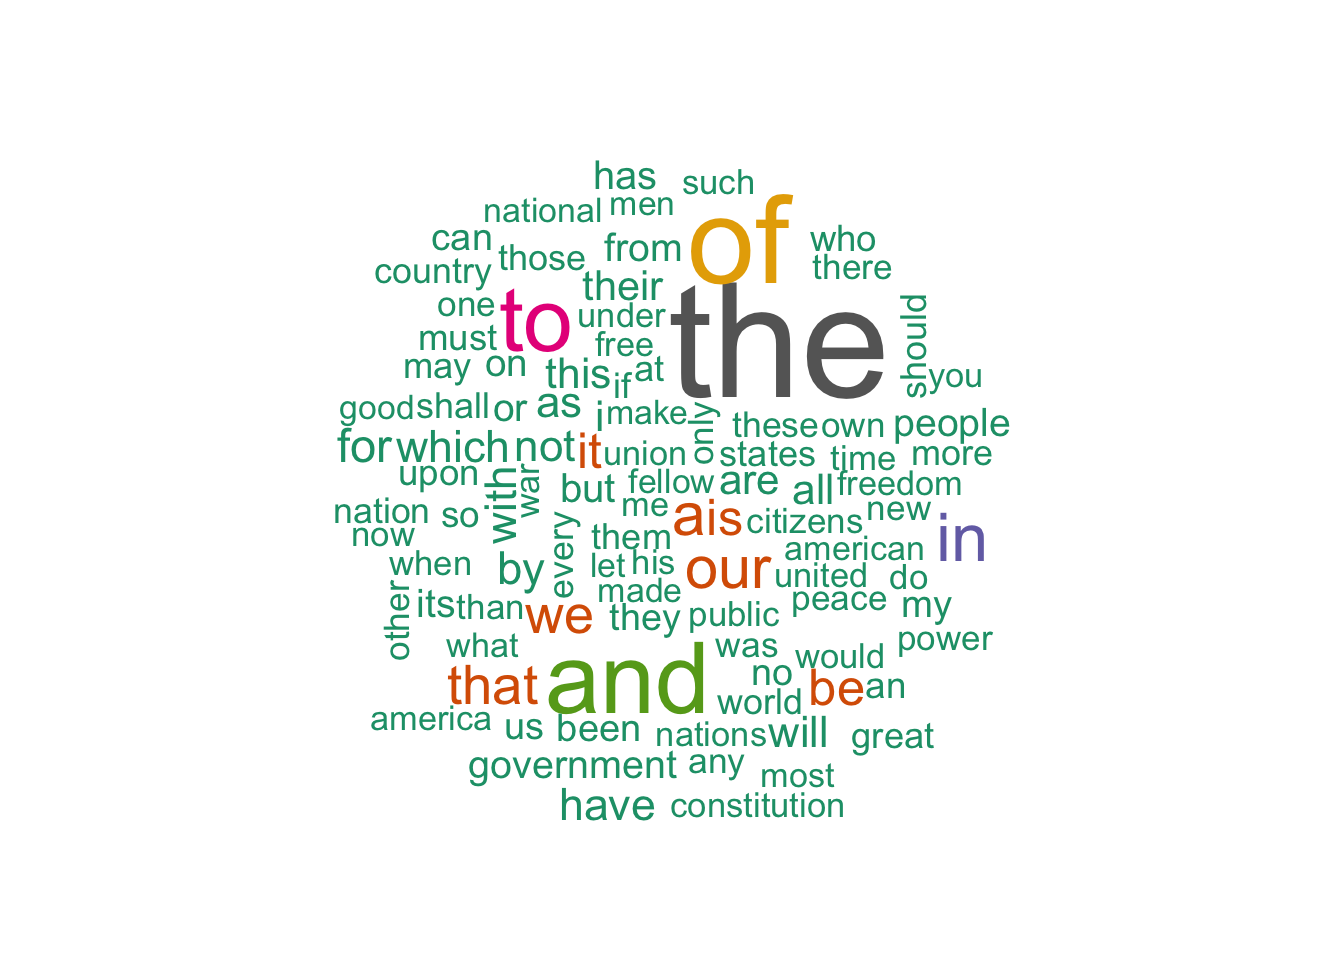 has such
national men of
can from who
country those there
their
one to under the should
must free
may on this if at you
good shall or as i make only
these own people
for which not it union states time more
upon with war but fellow are all freedom
me a is citizens new
nation so in
now every them american
when by let his our united do
other its than made peace my
we they public
what was would power
that and no be an
world
america us been nations will great
government any most
have constitution